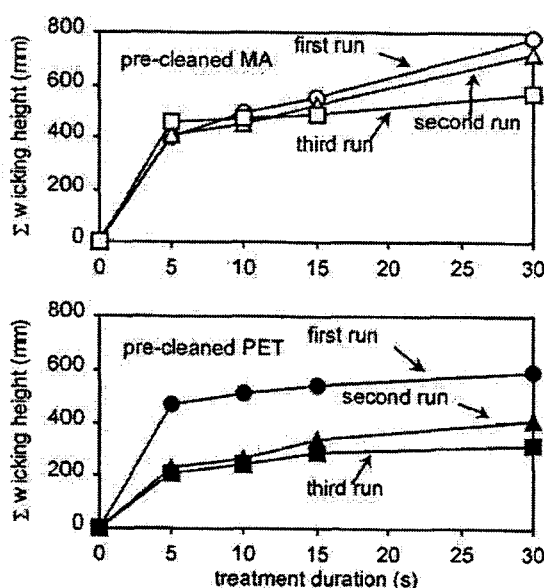 800
600
400
200
0
Σ wicking height (mm)
pre-cleaned MA
first run
second run
third run
0 5 10 15 20 25 30
800
600
400
200
0
Σ wicking height (mm)
pre-cleaned PET
first run
second run
third run
0 5 10 15 20 25 30
treatment duration (s)